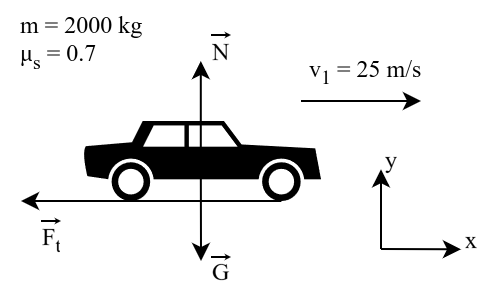 m = 2000 kg
μs = 0.7
N
v1 = 25 m/s
y
x
Ft
G